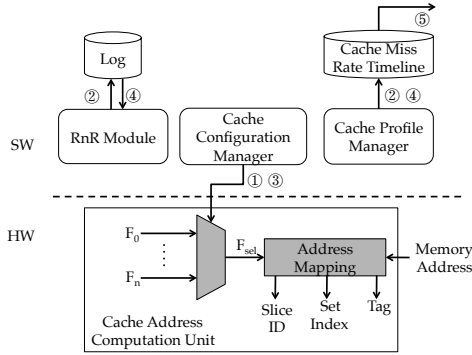 ⑤
Log
Cache Miss
Rate Timeline
② ④
② ④
RnR Module
Cache
Configuration
Manager
Cache Profile
Manager
SW
① ③
HW
F0
Fn
Fsel
Address
Mapping
Memory
Address
Slice
ID
Set
Index
Tag
Cache Address
Computation Unit